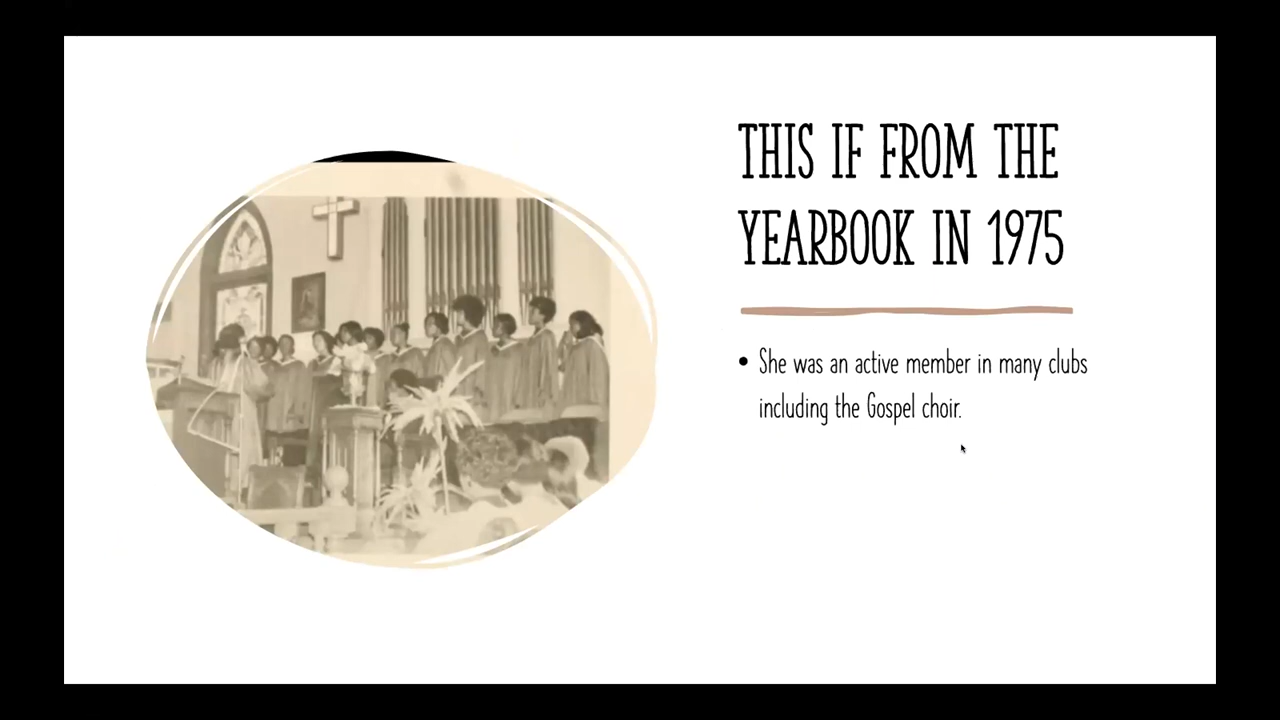 THIS IF FROM THE
YEARBOOK IN 1975
• She was an active member in many clubs
including the Gospel choir.